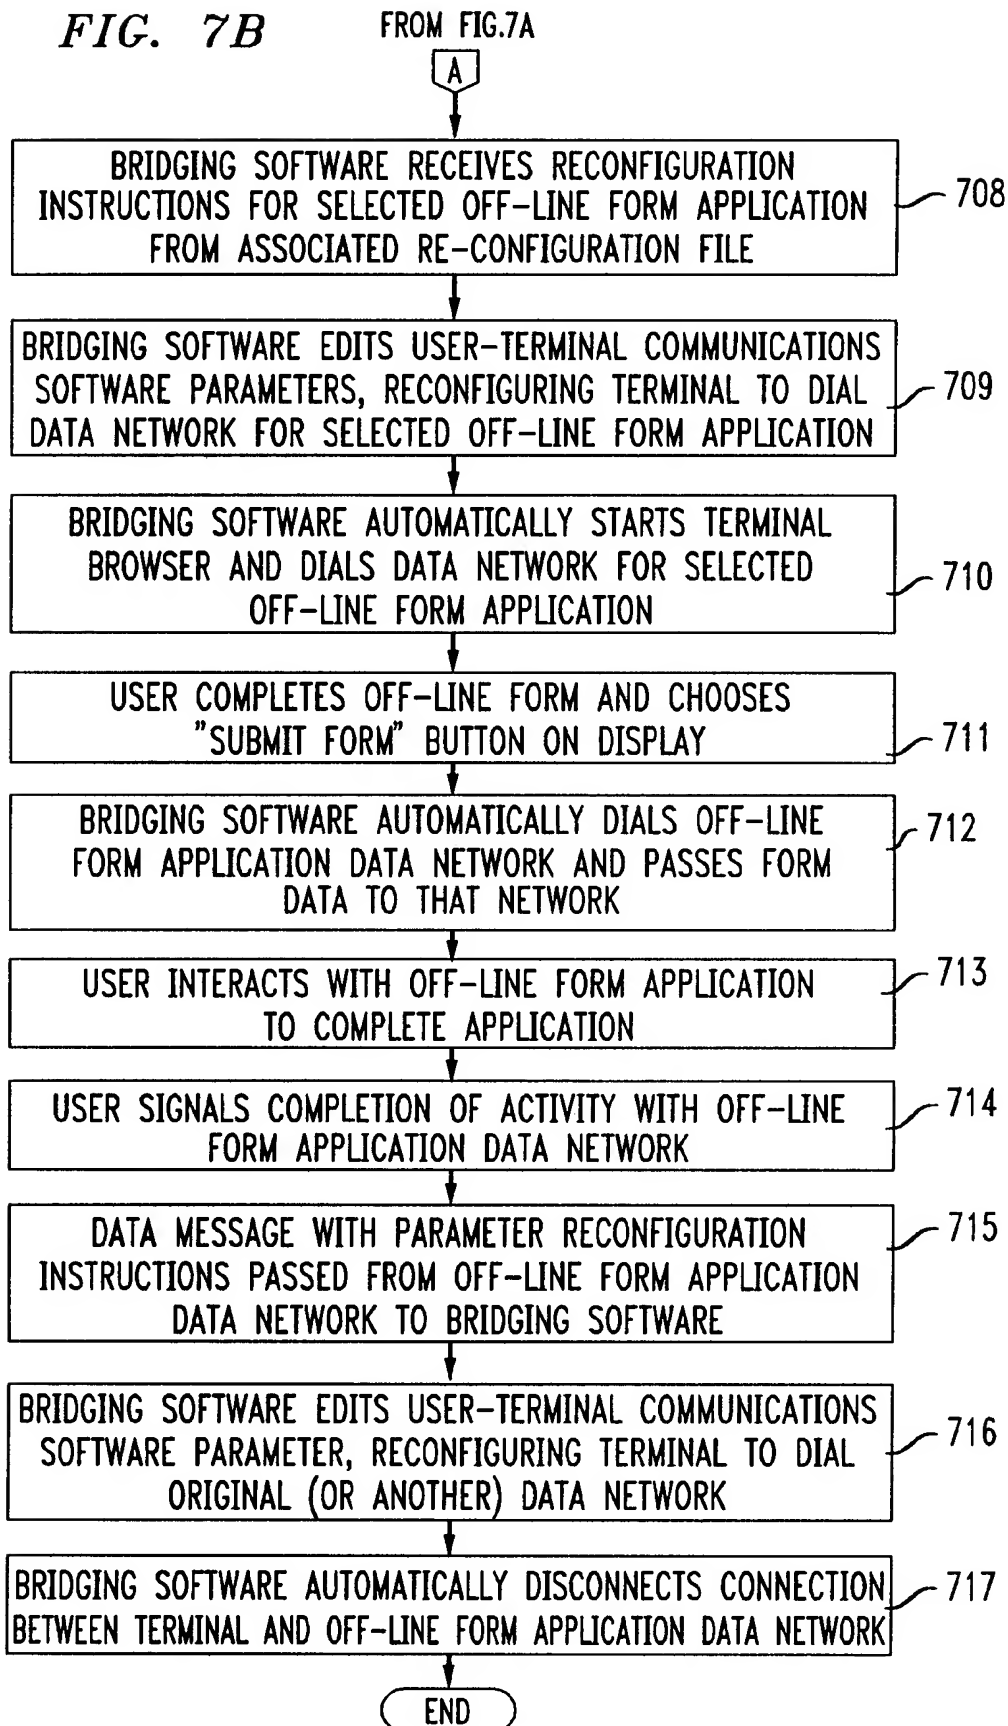 FIG. 7B
FROM FIG.7A
A
BRIDGING SOFTWARE RECEIVES RECONFIGURATION
INSTRUCTIONS FOR SELECTED OFF-LINE FORM APPLICATION
FROM ASSOCIATED RE-CONFIGURATION FILE
708
BRIDGING SOFTWARE EDITS USER-TERMINAL COMMUNICATIONS
SOFTWARE PARAMETERS, RECONFIGURING TERMINAL TO DIAL
DATA NETWORK FOR SELECTED OFF-LINE FORM APPLICATION
709
BRIDGING SOFTWARE AUTOMATICALLY STARTS TERMINAL
BROWSER AND DIALS DATA NETWORK FOR SELECTED
OFF-LINE FORM APPLICATION
710
USER COMPLETES OFF-LINE FORM AND CHOOSES
"SUBMIT FORM" BUTTON ON DISPLAY
711
BRIDGING SOFTWARE AUTOMATICALLY DIALS OFF-LINE
FORM APPLICATION DATA NETWORK AND PASSES FORM
DATA TO THAT NETWORK
712
USER INTERACTS WITH OFF-LINE FORM APPLICATION
TO COMPLETE APPLICATION
713
USER SIGNALS COMPLETION OF ACTIVITY WITH OFF-LINE
FORM APPLICATION DATA NETWORK
714
DATA MESSAGE WITH PARAMETER RECONFIGURATION
INSTRUCTIONS PASSED FROM OFF-LINE FORM APPLICATION
DATA NETWORK TO BRIDGING SOFTWARE
715
BRIDGING SOFTWARE EDITS USER-TERMINAL COMMUNICATIONS
SOFTWARE PARAMETER, RECONFIGURING TERMINAL TO DIAL
ORIGINAL (OR ANOTHER) DATA NETWORK
716
BRIDGING SOFTWARE AUTOMATICALLY DISCONNECTS CONNECTION
BETWEEN TERMINAL AND OFF-LINE FORM APPLICATION DATA NETWORK
717
END